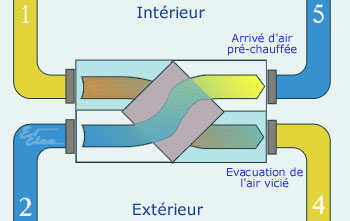 1
Intérieur
5
Arrivé d'air
pré-chauffée
2
Evacuation de
l'air vicié
Extérieur
4